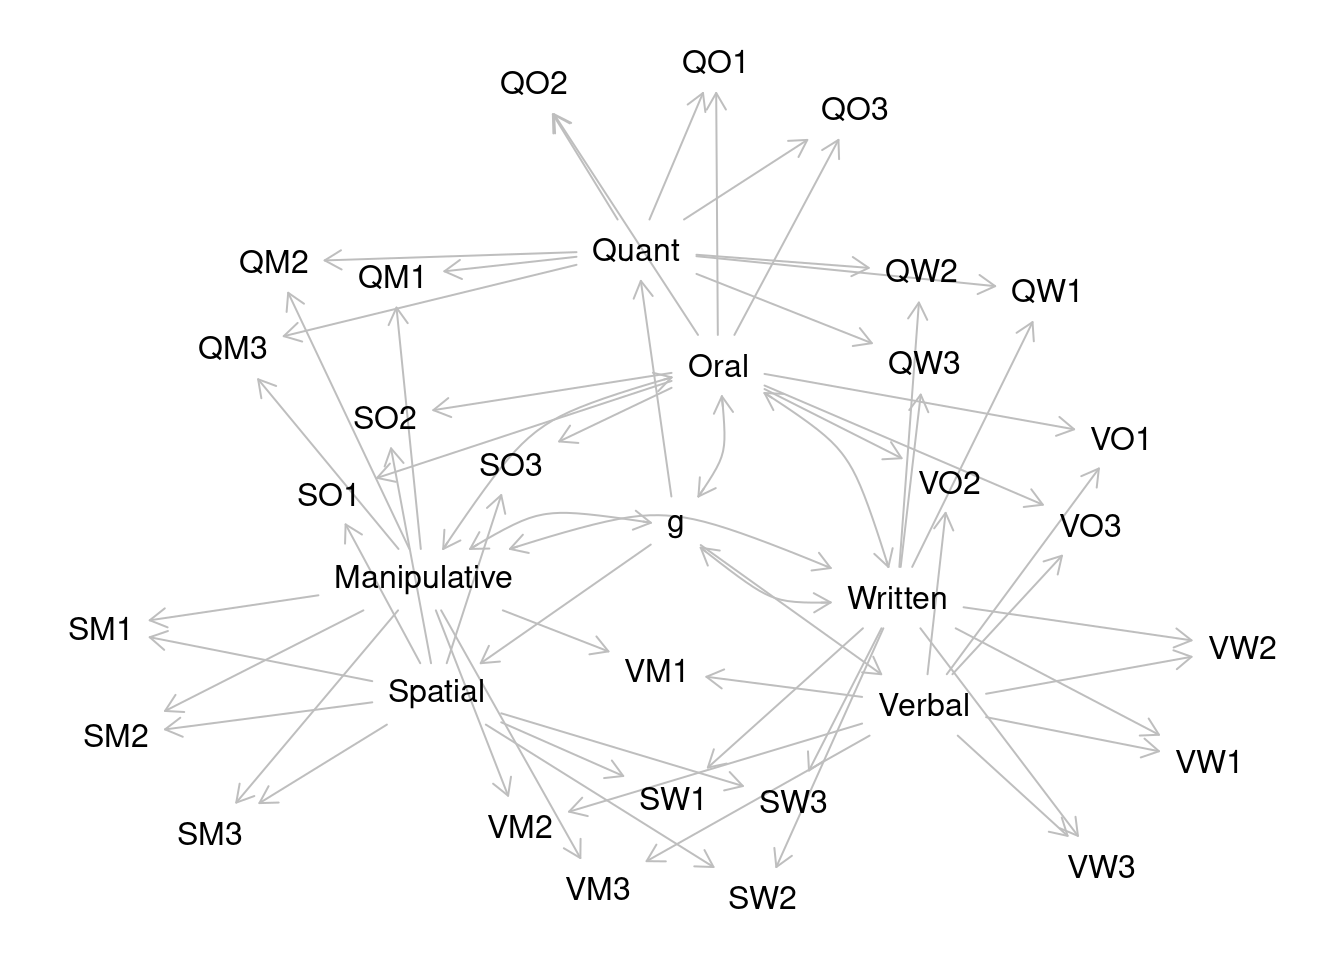 QO1
QO2
QO3
Quant
QM2
QM1
QW2
QW1
QM3
QW3
Oral
SO2
VO1
SO3
VO2
SO1
g
VO3
Manipulative
Written
SM1
VW2
VM1
Spatial
Verbal
SM2
VW1
SW1
SW3
VM2
SM3
VW3
VM3
SW2